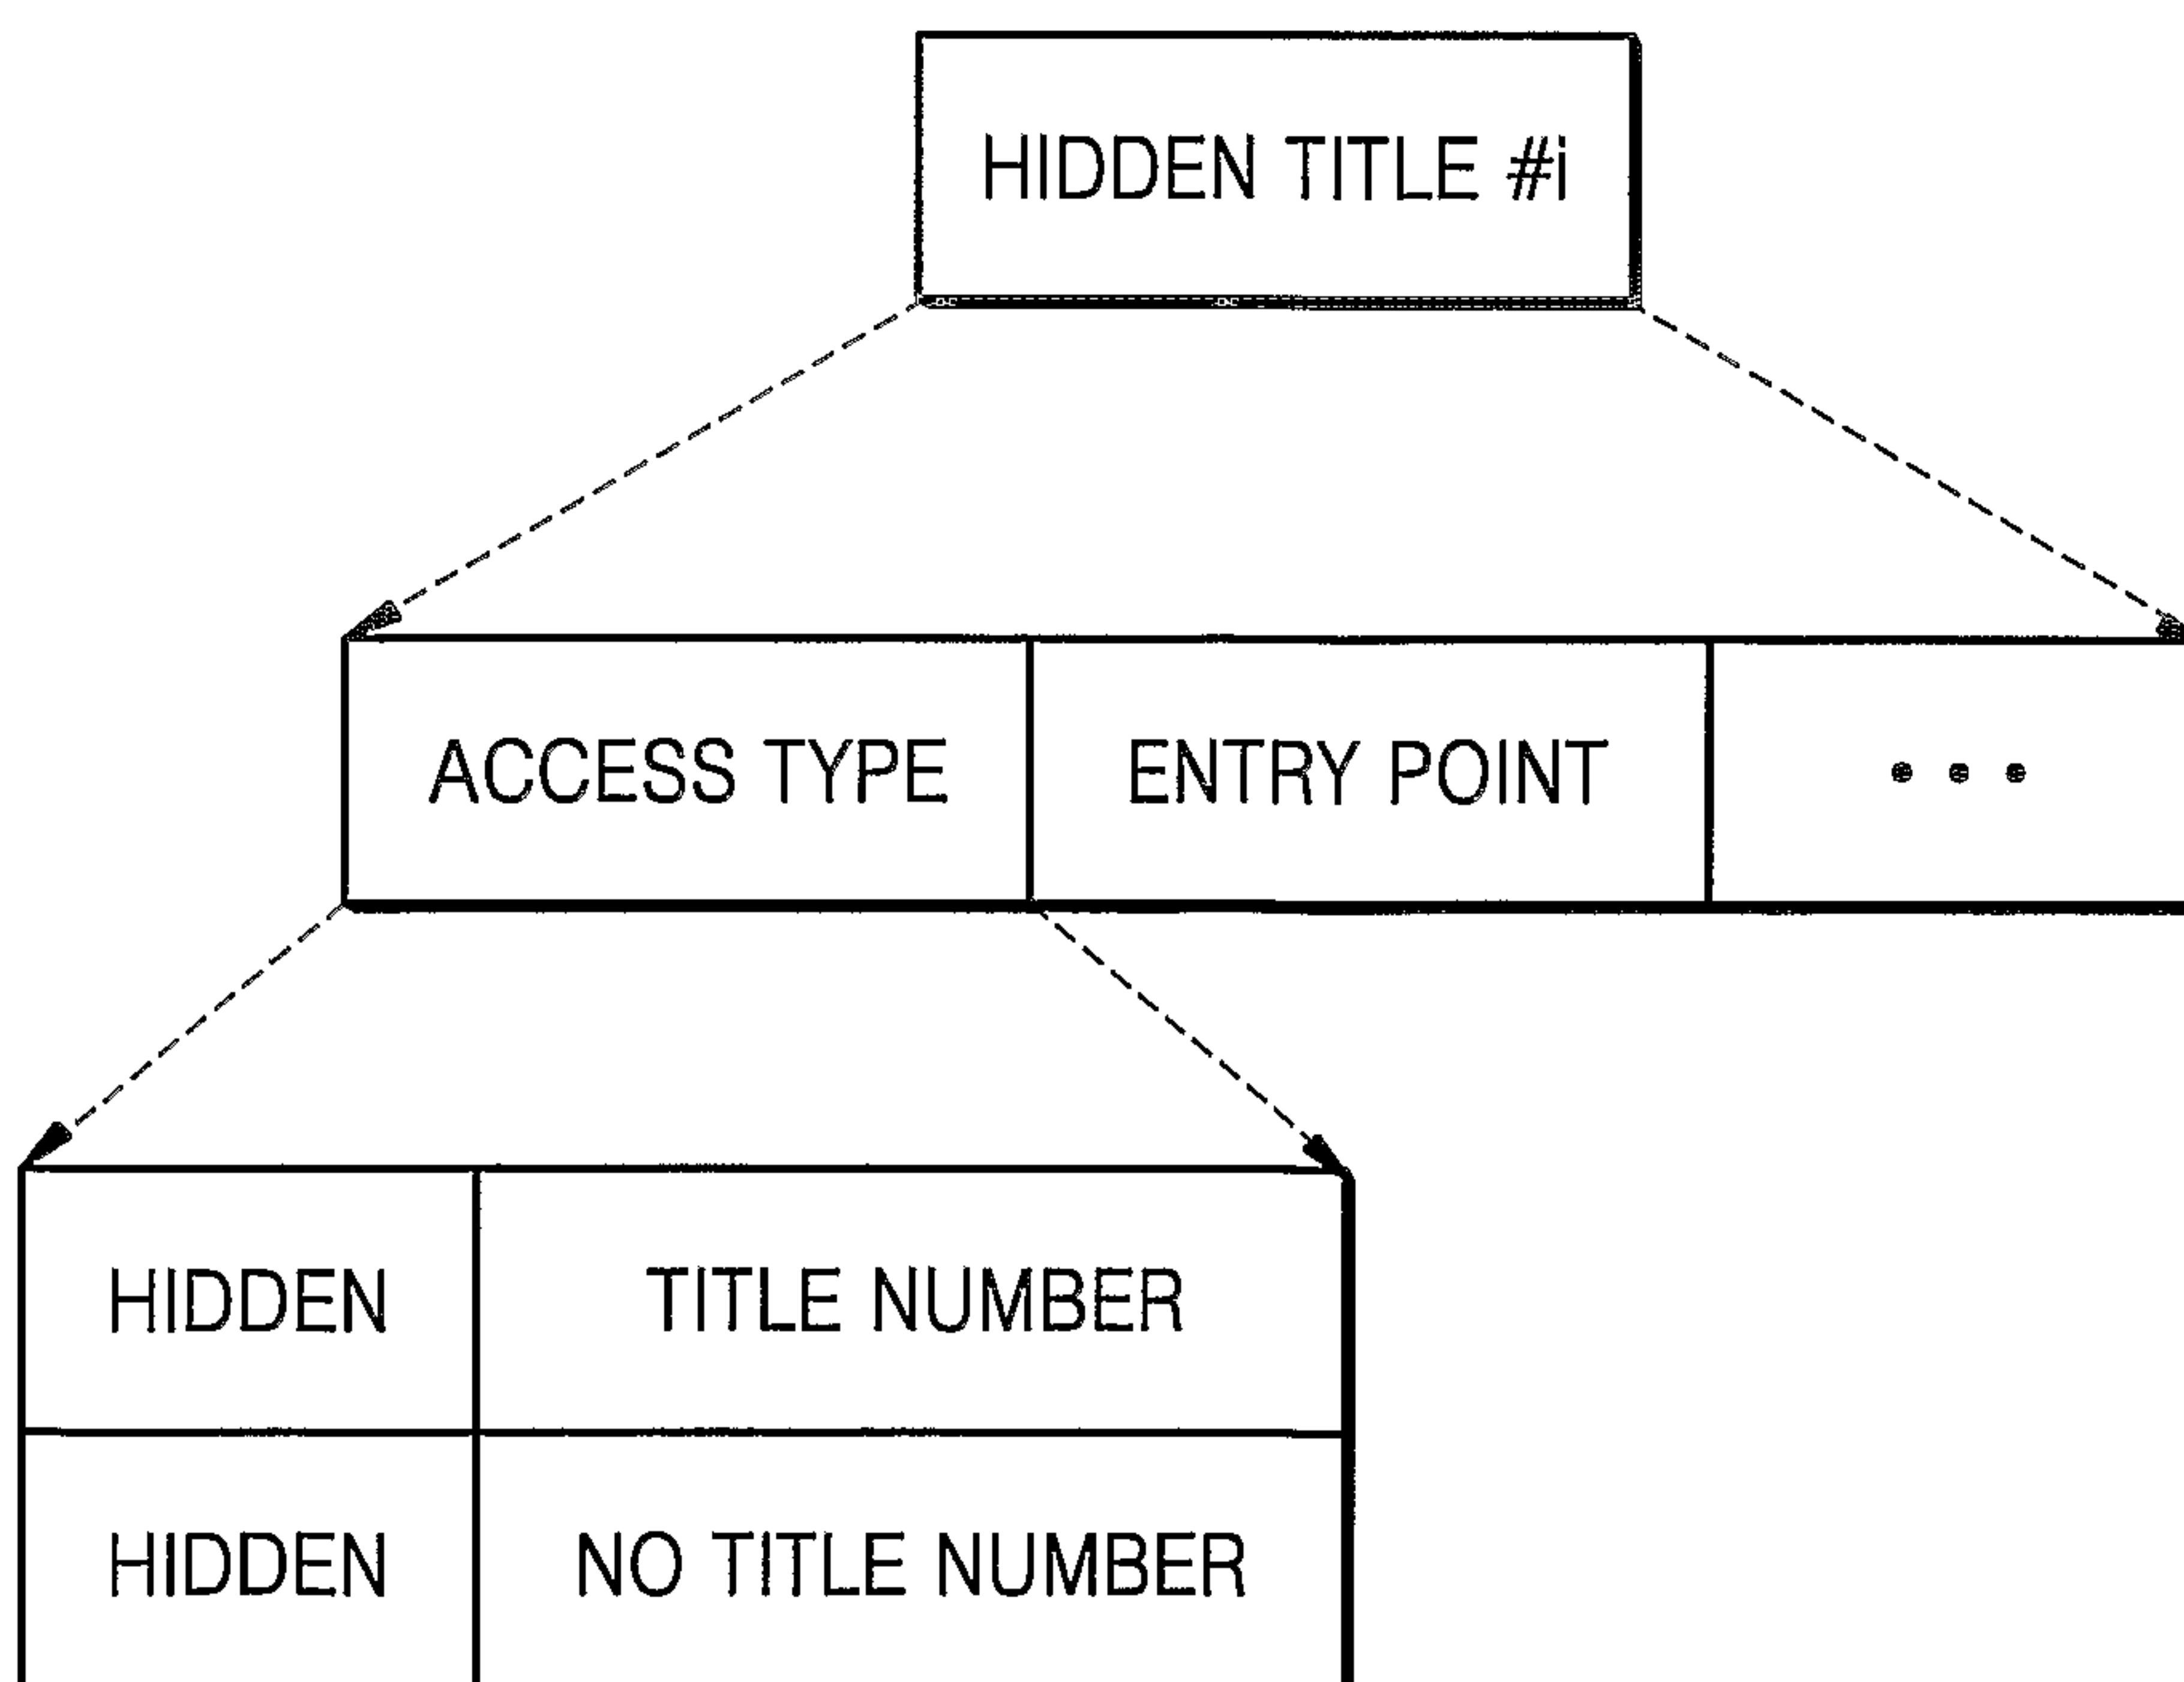 HIDDEN TITLE #i
ACCESS TYPE ENTRY POINT • • •
HIDDEN TITLE NUMBER
HIDDEN NO TITLE NUMBER